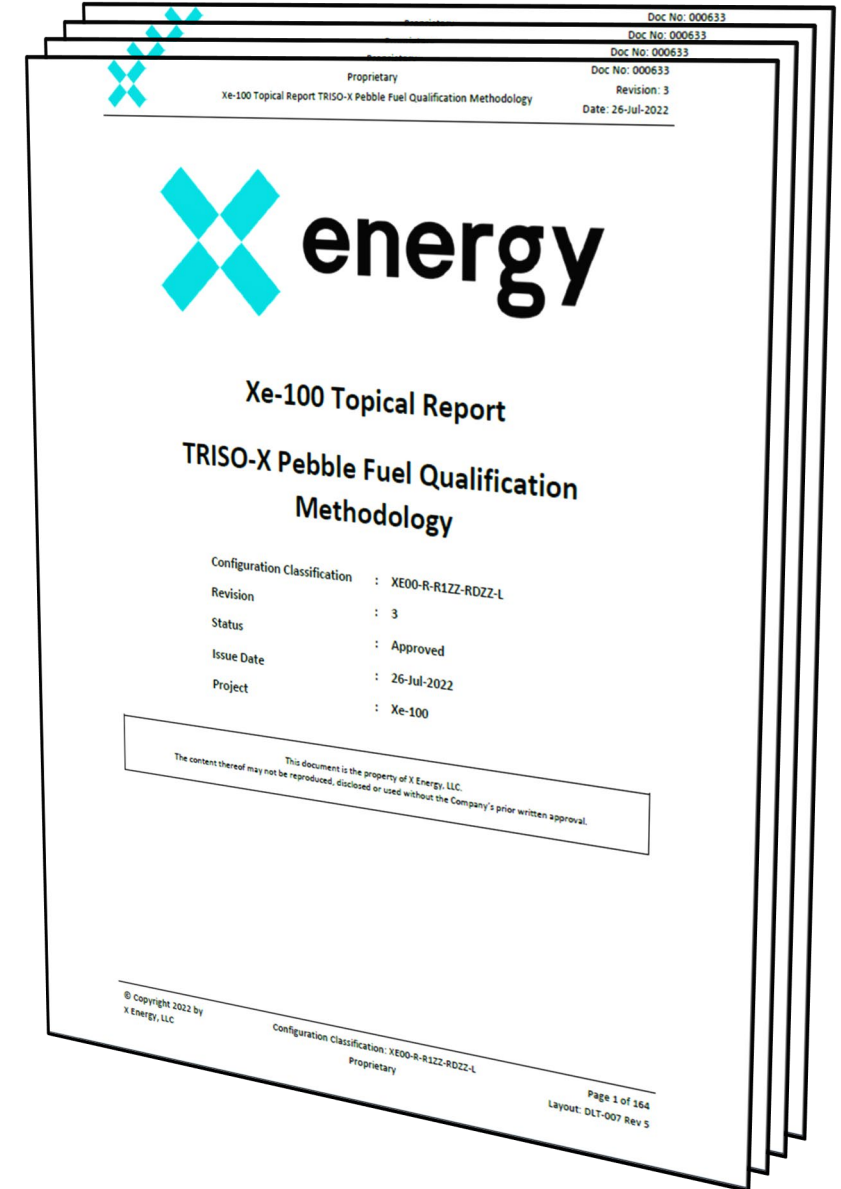 Doc No: 000633
Doc No: 000633
Doc No: 000633
Doc No: 000633
Proprietary
Revision: 3
Xe-100 Topical Report TRISO-X Pebble Fuel Qualification Methodology
Date: 26-Jul-2022
energy
Xe-100 Topical Report
TRISO-X Pebble Fuel Qualification
Methodology
Configuration Classification : XE00-R-R1ZZ-RDZZ-L
Revision : 3
Status : Approved
Issue Date : 26-Jul-2022
Project : Xe-100
This document is the property of X Energy, LLC.
The content thereof may not be reproduced, disclosed or used without the Company's prior written approval.
© Copyright 2022 by
X Energy, LLC
Configuration Classification: XE00-R-R1ZZ-RDZZ-L
Proprietary
Page 1 of 164
Layout: DLT-007 Rev 5